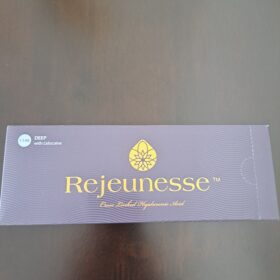 DEEP
with Lidocaine
Rejeunesse™
Cross Linked Hyaluronic Acid